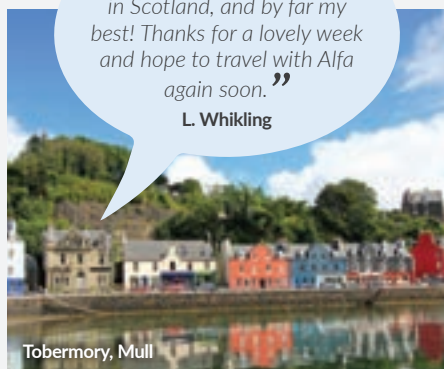 in Scotland, and by far my
best! Thanks for a lovely week
and hope to travel with Alfa
again soon.”
L. Whikling
Tobermory, Mull